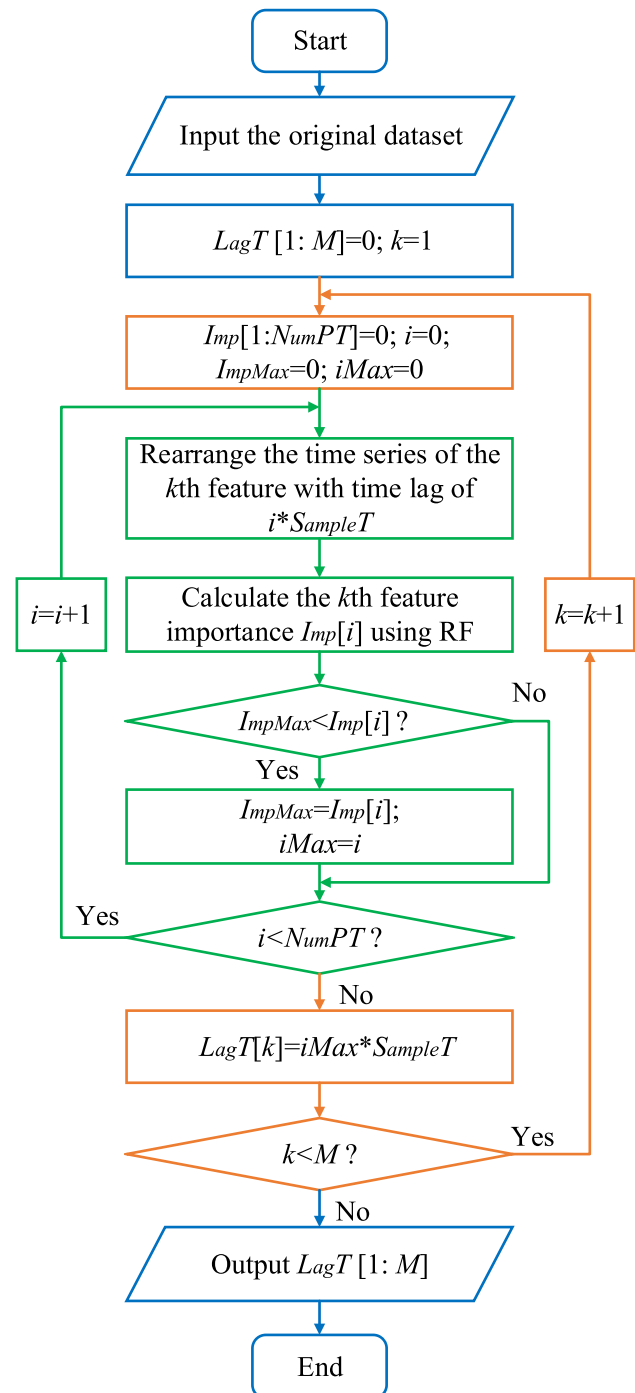 Start
Input the original dataset
LagT [1: M]=0; k=1
Imp[1:NumPT]=0; i=0;
ImpMax=0; iMax=0
Rearrange the time series of the
kth feature with time lag of
i*SampleT
i=i+1
Calculate the kth feature
importance Imp[i] using RF
k=k+1
No
ImpMax<Imp[i] ?
Yes
ImpMax=Imp[i];
iMax=i
Yes
i<NumPT ?
No
LagT[k]=iMax*SampleT
Yes
k<M ?
No
Output LagT [1: M]
End